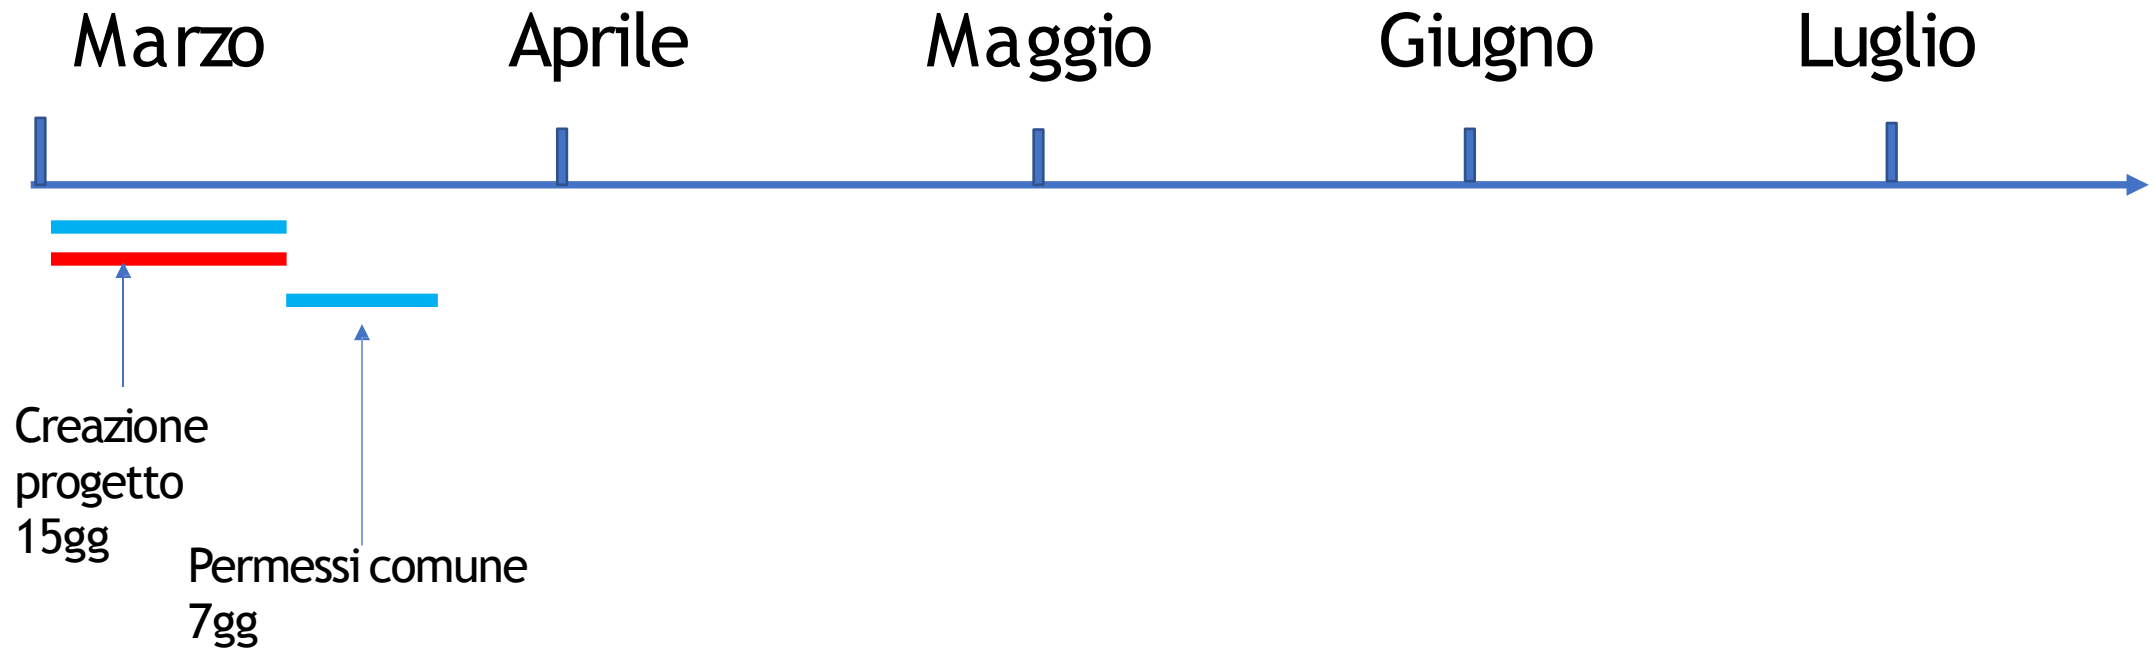 Marzo Aprile Maggio Giugno Luglio
Creazione
progetto
15gg
Permessi comune
7gg